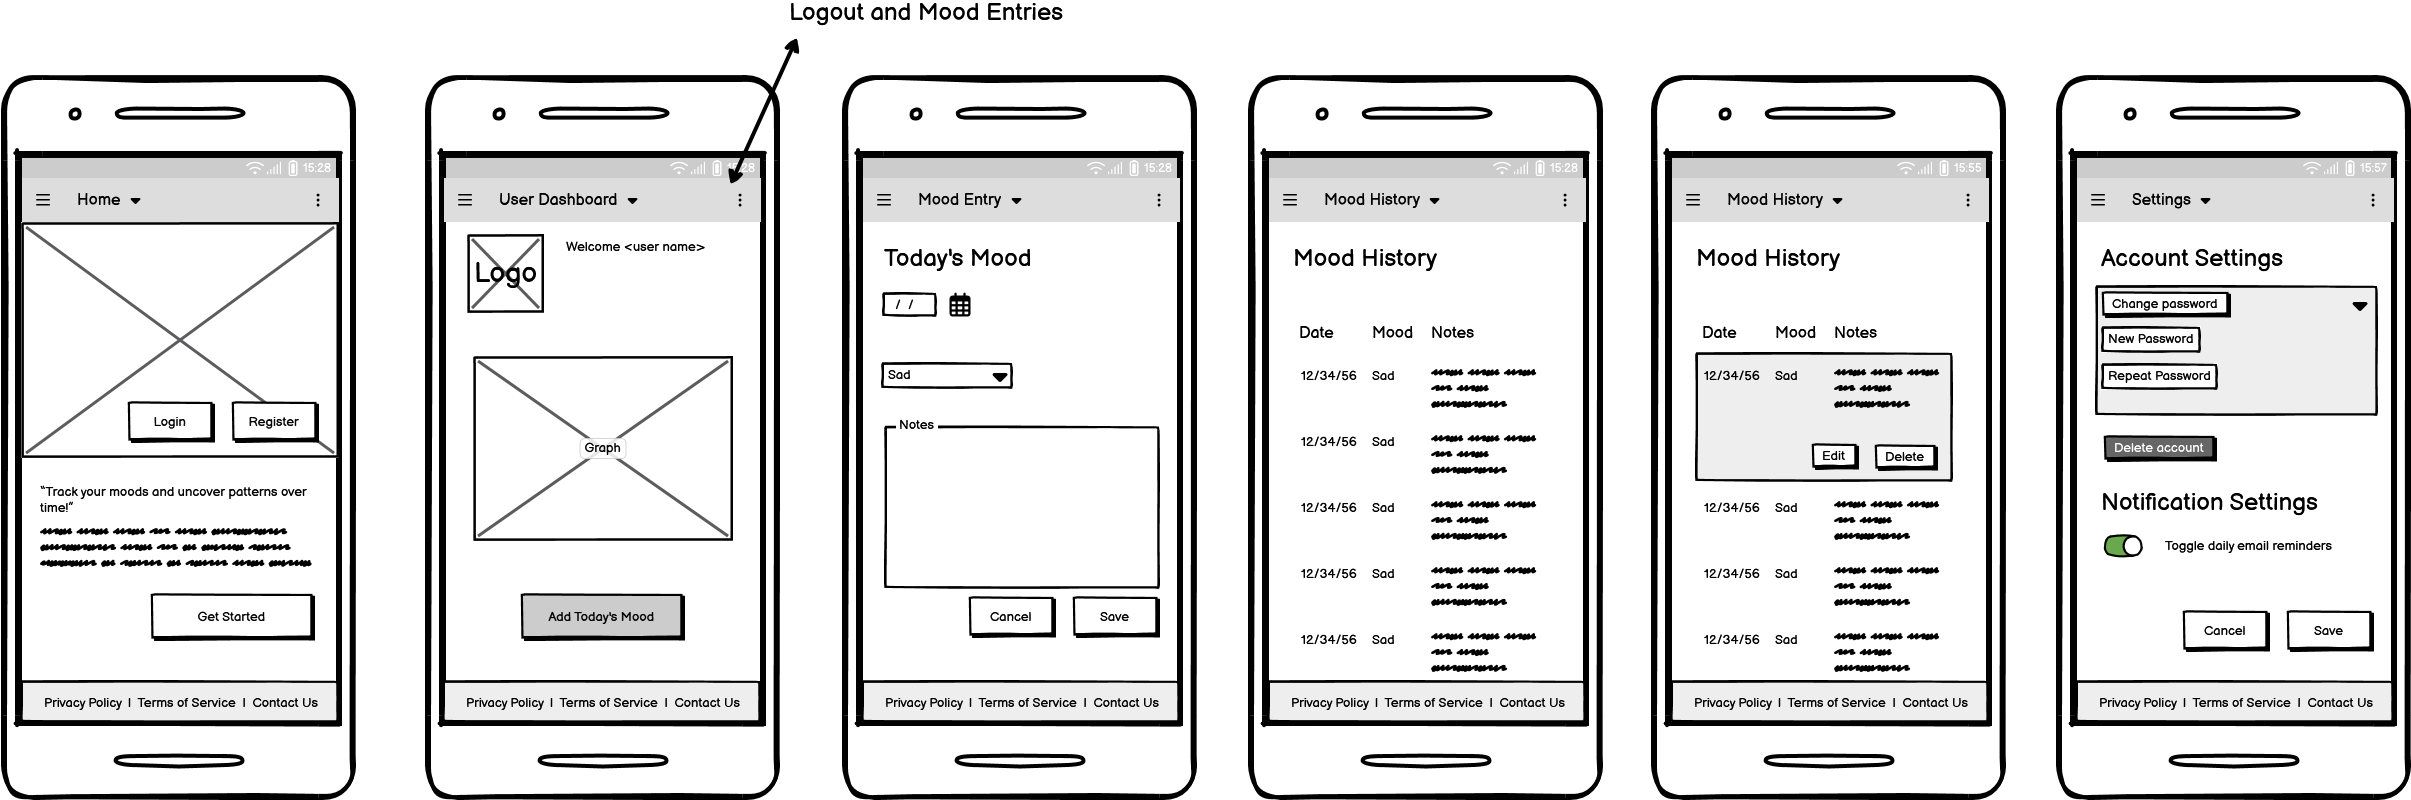 Logout and Mood Entries
15:28
Home
Login
Register
"Track your moods and uncover patterns over
time!"
Get Started
Privacy Policy | Terms of Service | Contact Us
15:28
User Dashboard
Logo
Welcome <user name>
Graph
Add Today's Mood
Privacy Policy | Terms of Service | Contact Us
15:28
Mood Entry
Today's Mood
/ /
Sad
Notes
Cancel
Save
Privacy Policy | Terms of Service | Contact Us
15:28
Mood History
Mood History
Date Mood Notes
12/34/56 Sad
12/34/56 Sad
12/34/56 Sad
12/34/56 Sad
12/34/56 Sad
Privacy Policy | Terms of Service | Contact Us
15:55
Mood History
Mood History
Date Mood Notes
12/34/56 Sad
Edit
Delete
12/34/56 Sad
12/34/56 Sad
12/34/56 Sad
Privacy Policy | Terms of Service | Contact Us
15:57
Settings
Account Settings
Change password
New Password
Repeat Password
Delete account
Notification Settings
Toggle daily email reminders
Cancel
Save
Privacy Policy | Terms of Service | Contact Us